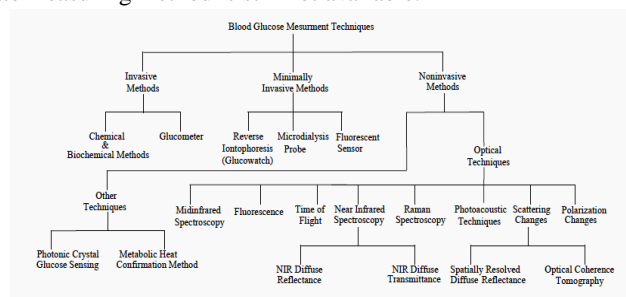 Blood Glucose Mesurment Techniques
Invasive
Methods
Minimally
Invasive Methods
Noninvasive
Methods
Chemical
&
Biochemical Methods
Glucometer
Reverse
Iontophoresis
(Glucowatch)
Microdialysis
Probe
Fluorescent
Sensor
Optical
Techniques
Other
Techniques
Midinfrared
Spectroscopy
Fluorescence
Time of
Flight
Near Infrared
Spectroscopy
Raman
Spectroscopy
Photoacoustic
Techniques
Scattering
Changes
Polarization
Changes
Photonic Crystal
Glucose Sensing
Metabolic Heat
Confirmation Method
NIR Diffuse
Reflectance
NIR Diffuse
Transmittance
Spatially Resolved
Diffuse Reflectance
Optical Coherence
Tomography